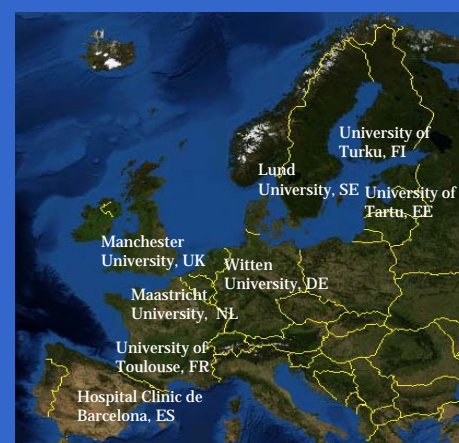 University of
Turku, FI
Lund
University, SE
University of
Tartu, EE
Manchester
University, UK
Witten
University, DE
Maastricht
University, NL
University of
Toulouse, FR
Hospital Clinic de
Barcelona, ES